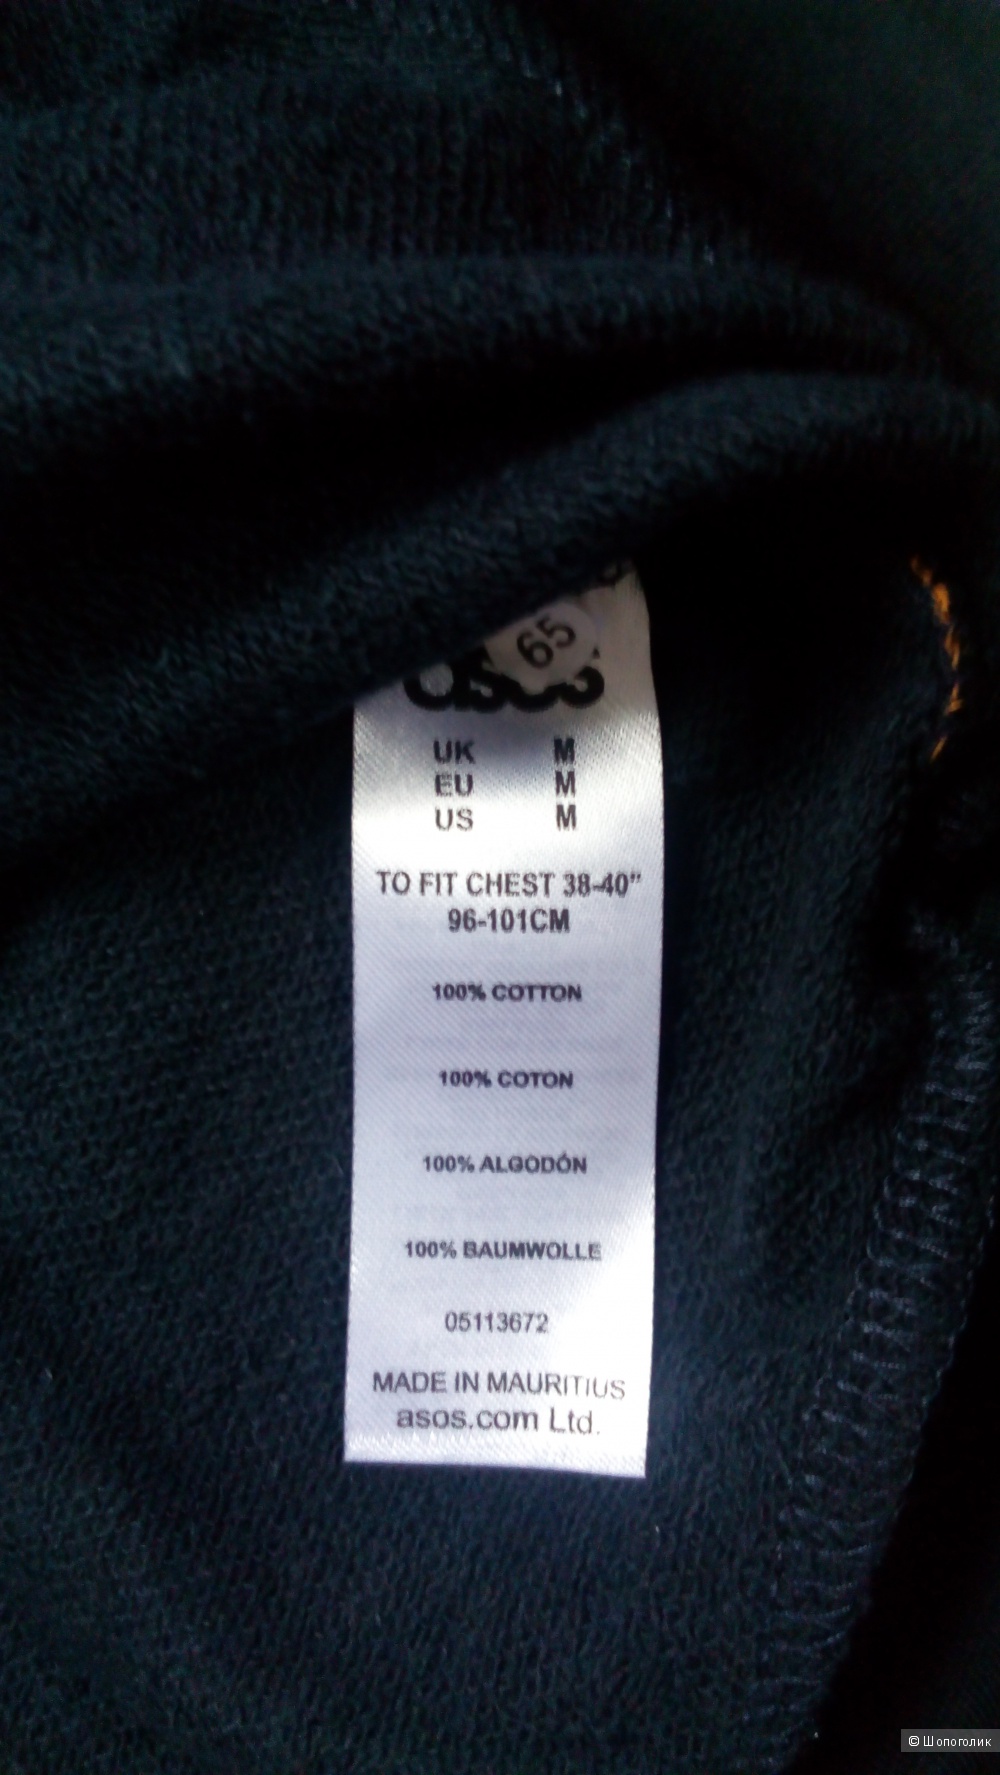 65
asos
UK M
EU M
US M
TO FIT CHEST 38-40"
96-101CM
100% COTTON
100% COTON
100% ALGODÓN
100% BAUMWOLLE
05113672
MADE IN MAURITIUS
asos.com Ltd.
© Шопоголик